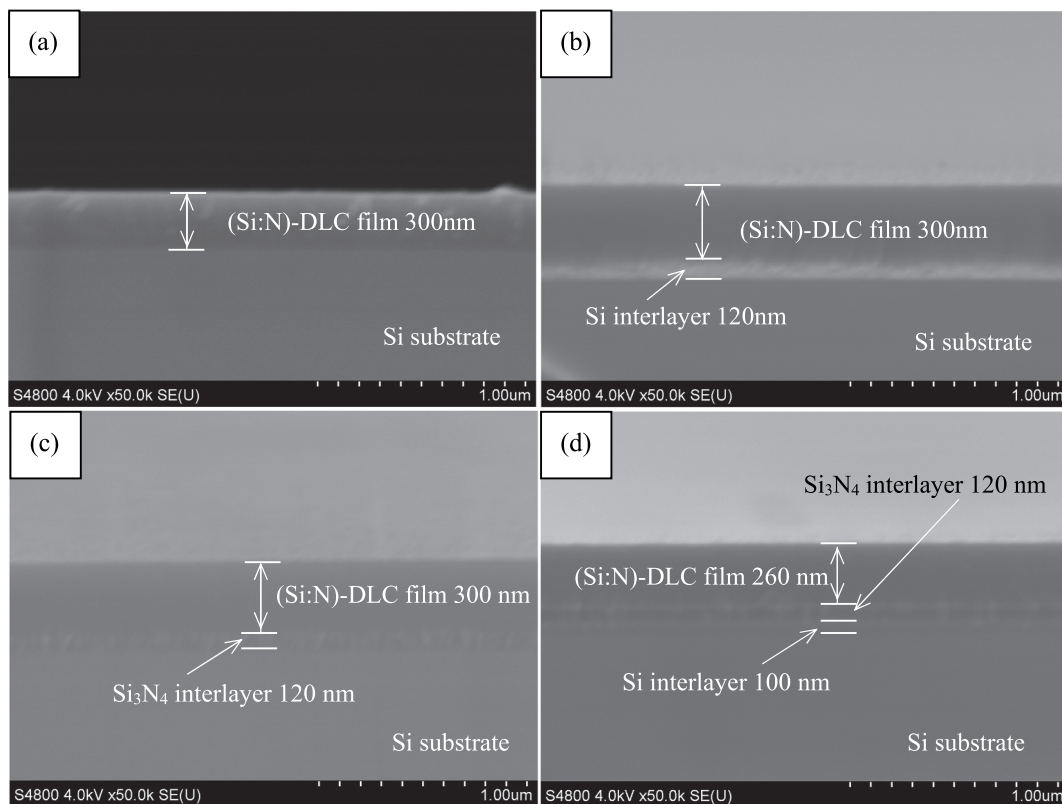 (a)
(Si:N)-DLC film 300nm
Si substrate
S4800 4.0kV x50.0k SE(U)
1.00um
(b)
(Si:N)-DLC film 300nm
Si interlayer 120nm
Si substrate
S4800 4.0kV x50.0k SE(U)
1.00um
(c)
(Si:N)-DLC film 300 nm
Si₃N₄ interlayer 120 nm
Si substrate
S4800 4.0kV x50.0k SE(U)
1.00um
(d)
Si₃N₄ interlayer 120 nm
(Si:N)-DLC film 260 nm
Si interlayer 100 nm
Si substrate
S4800 4.0kV x50.0k SE(U)
1.00um